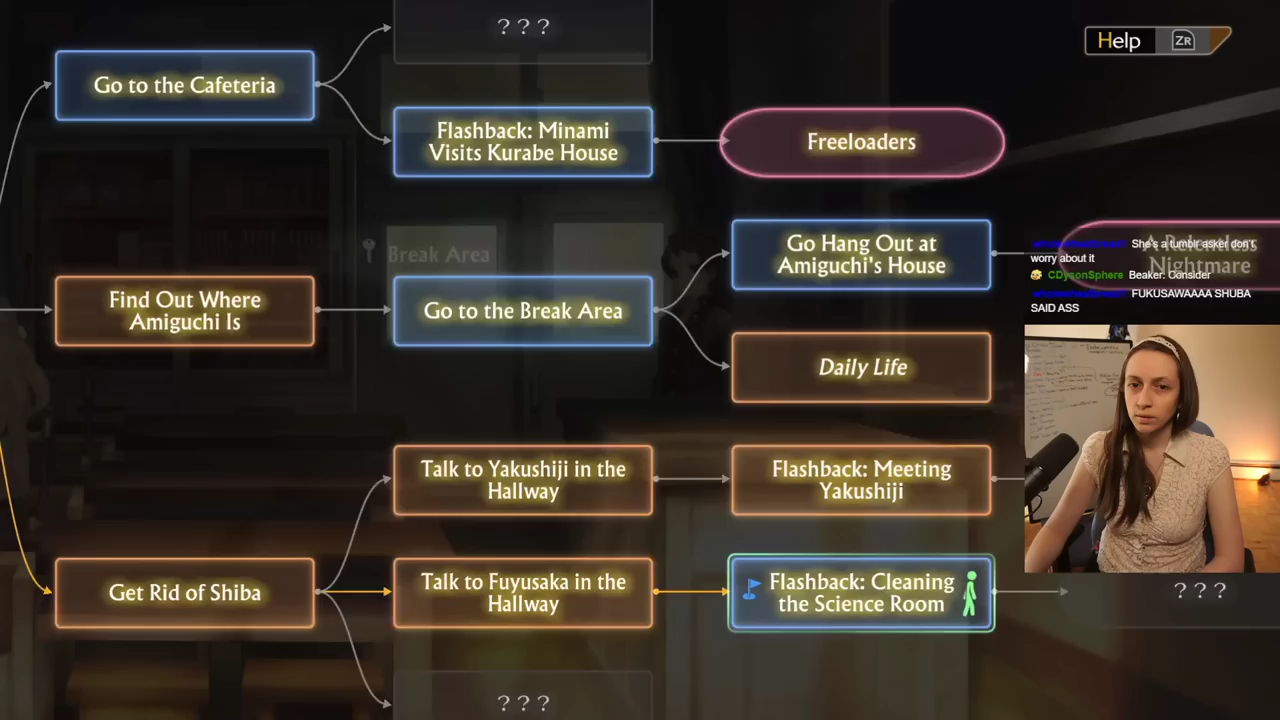 ? ? ?
Help ZR
Go to the Cafeteria
Flashback: Minami
Visits Kurabe House
Freeloaders
Break Area
Go Hang Out at
Amiguchi's House
A Relentless
Nightmare
She's a tumblr asker don't
worry about it
CDysonSphere Beaker: Consider
FUKUSAWAAAA SHUBA
SAID ASS
Find Out Where
Amiguchi Is
Go to the Break Area
Daily Life
Talk to Yakushiji in the
Hallway
Flashback: Meeting
Yakushiji
Get Rid of Shiba
Talk to Fuyusaka in the
Hallway
Flashback: Cleaning
the Science Room
? ? ?
? ? ?